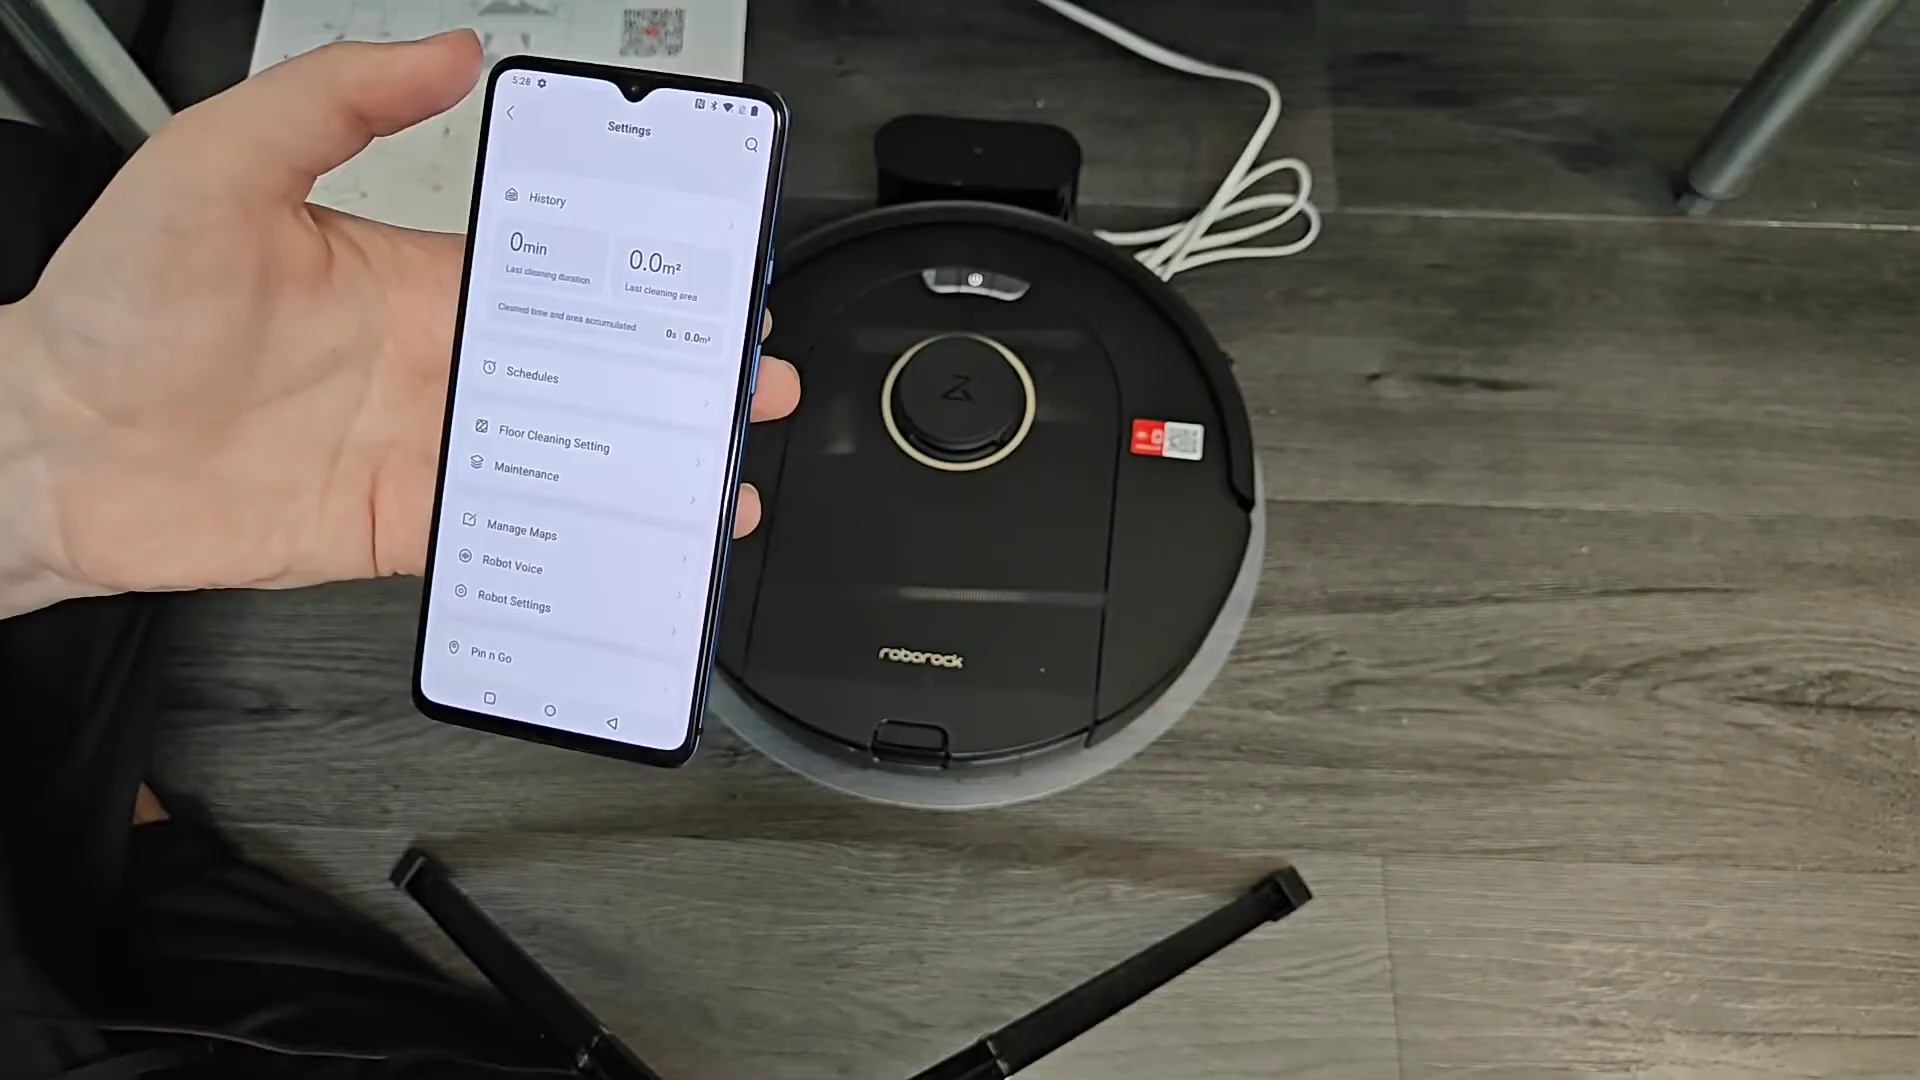 5:28
Settings
History
0min
Last cleaning duration
0.0m²
Last cleaning area
Cleaned time and area accumulated
0s 0.0m²
Schedules
Floor Cleaning Setting
Maintenance
Manage Maps
Robot Voice
Robot Settings
Pin n Go
roborock